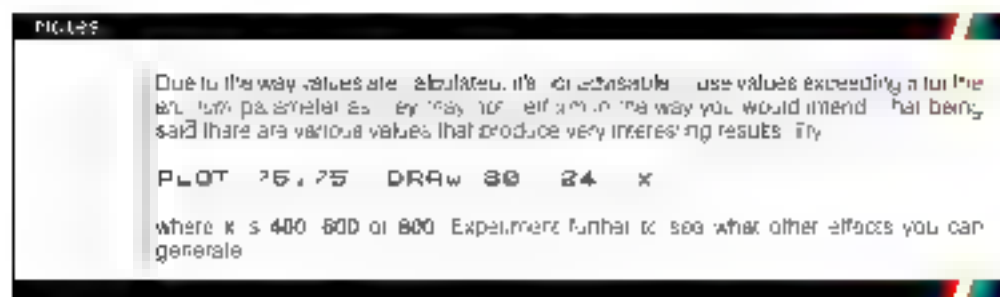 Notes
Due to the way values are calculated, it's not advisable to use values exceeding π for the
arc turn parameter as they may not perform in the way you would intend. That being
said there are various values that produce very interesting results. Try
PLOT 75,75 DRAW 80 24 x
where x is 400 600 or 800. Experiment further to see what other effects you can
generate